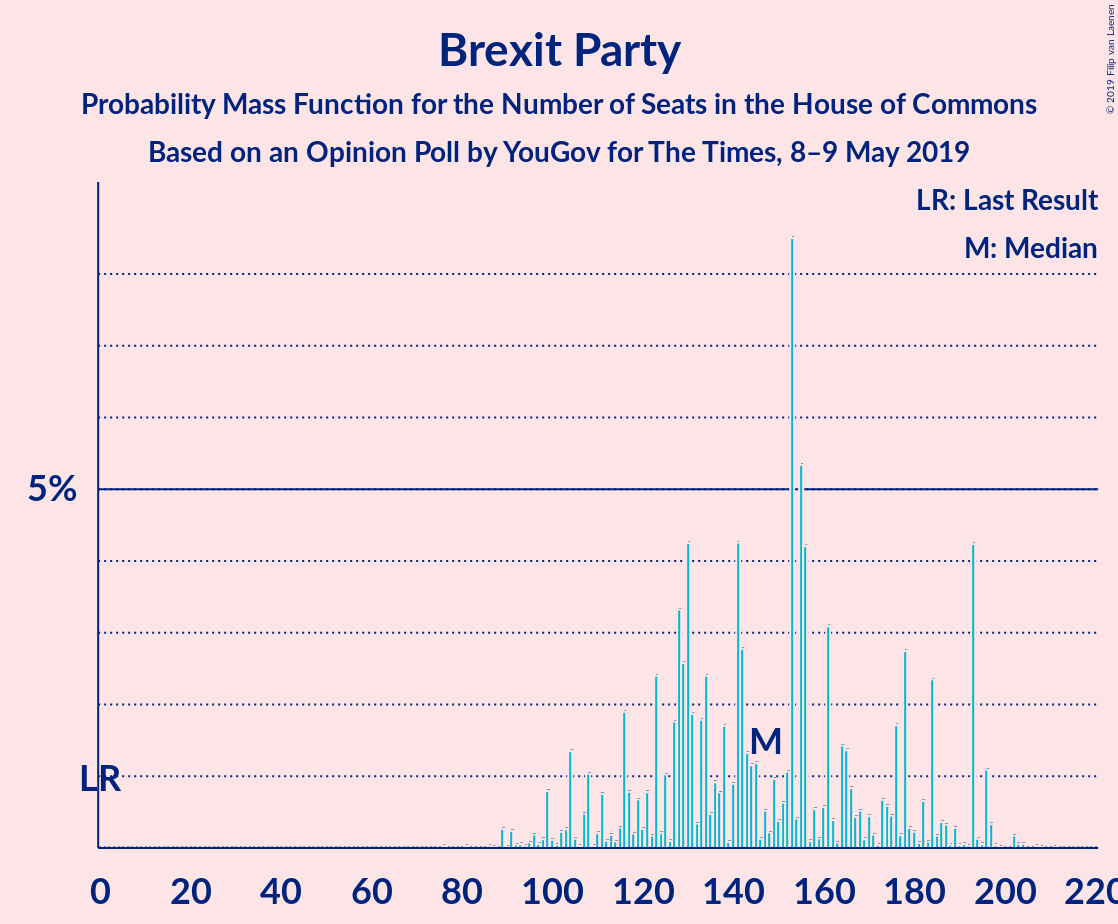 Brexit Party
Probability Mass Function for the Number of Seats in the House of Commons
Based on an Opinion Poll by YouGov for The Times, 8–9 May 2019
© 2019 Filip van Laenen
LR: Last Result
M: Median
5%
M
LR
0 20 40 60 80 100 120 140 160 180 200 220